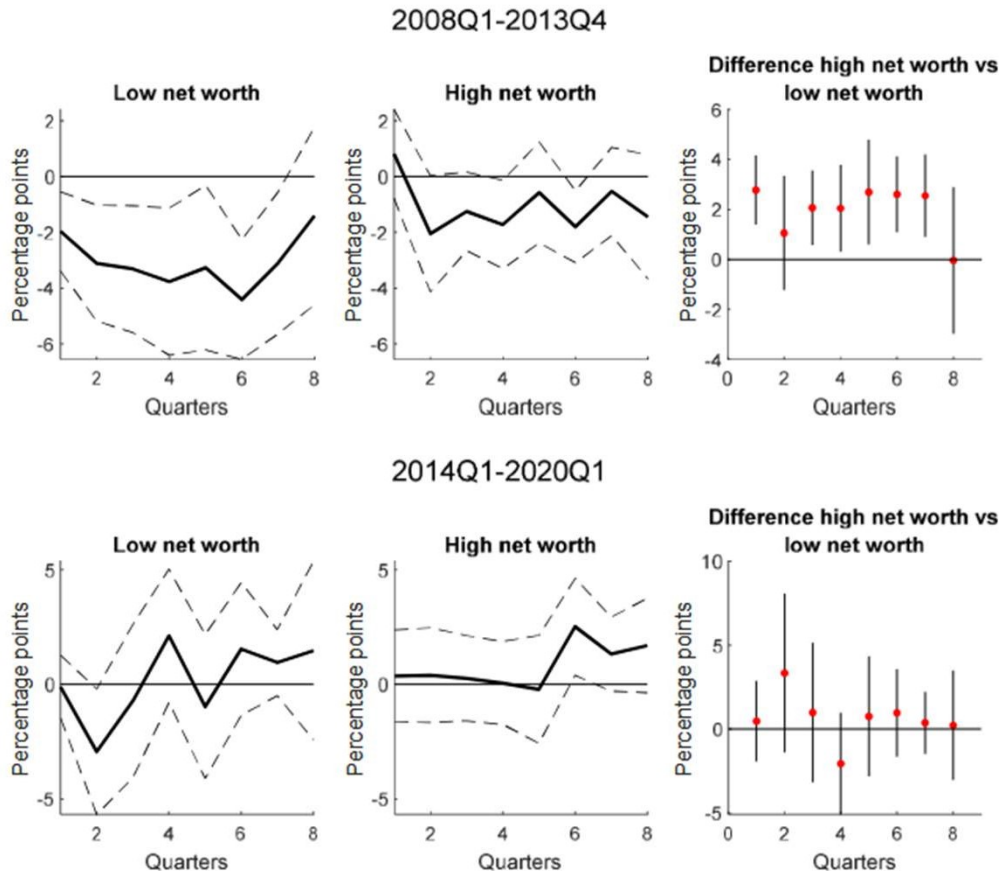 2008Q1-2013Q4
Low net worth
2
0
-2
-4
-6
Percentage points
2 4 6 8
Quarters
High net worth
2
0
-2
-4
-6
Percentage points
2 4 6 8
Quarters
Difference high net worth vs
low net worth
6
4
2
0
-2
-4
Percentage points
0 2 4 6 8
Quarters
2014Q1-2020Q1
Low net worth
5
0
-5
Percentage points
2 4 6 8
Quarters
High net worth
5
0
-5
Percentage points
2 4 6 8
Quarters
Difference high net worth vs
low net worth
10
5
0
-5
Percentage points
0 2 4 6 8
Quarters